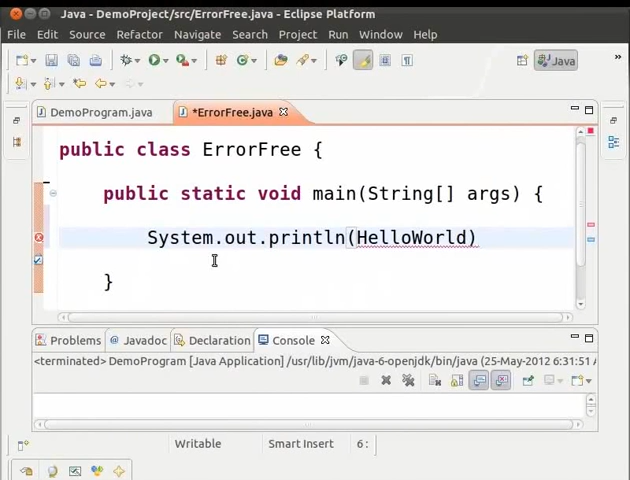 Java - DemoProject/src/ErrorFree.java - Eclipse Platform
File Edit Source Refactor Navigate Search Project Run Window Help
Java
DemoProgram.java *ErrorFree.java
public class ErrorFree {
public static void main(String[] args) {
System.out.println(HelloWorld)
}
Problems Javadoc Declaration Console
<terminated> DemoProgram [Java Application] /usr/lib/jvm/java-6-openjdk/bin/java (25-May-2012 6:31:51 A
Writable Smart Insert 6 :